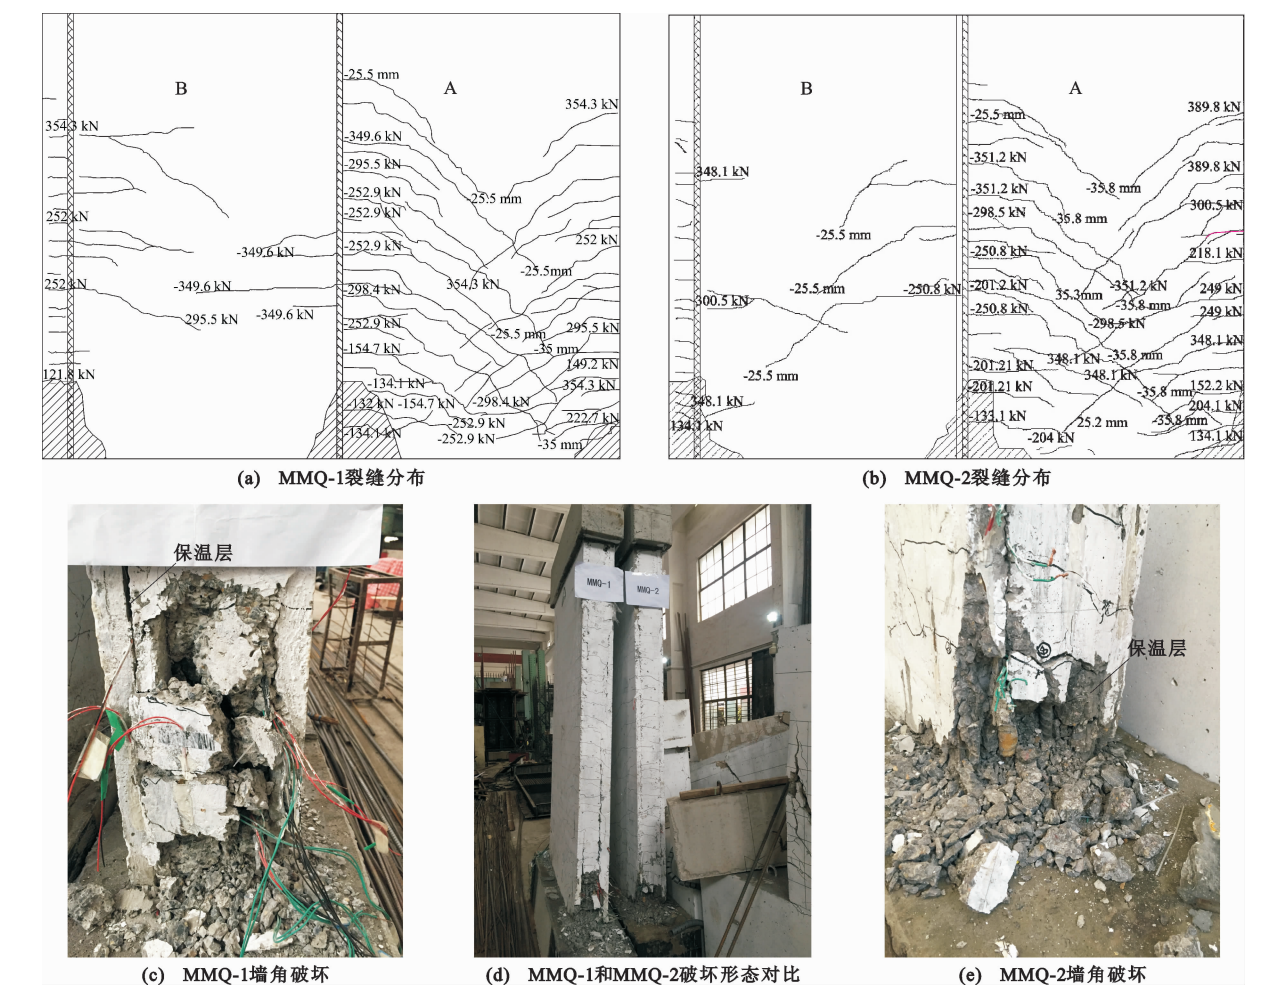 B
A
-25.5 mm
354.3 kN
354.3 kN
-349.6 kN
-295.5 kN
-252.9 kN
-25.5 mm
-252.9 kN
252 kN
-252.9 kN
252 kN
-349.6 kN
-25.5mm
252 kN
-349.6 kN
354.3 kN
-298.4 kN
295.5 kN
-349.6 kN
-252.9 kN
-25.5 mm
295.5 kN
-154.7 kN
-35 mm
149.2 kN
121.8 kN
-134.1 kN
354.3 kN
-132 kN
-154.7 kN
-298.4 kN
-252.9 kN
222.7 kN
-134.1 kN
-252.9 kN
-35 mm
(a) MMQ-1裂缝分布
B
A
-25.5 mm
389.8 kN
-351.2 kN
389.8 kN
348.1 kN
-351.2 kN
-35.8 mm
-298.5 kN
-35.8 mm
300.5 kN
-25.5 mm
-250.8 kN
218.1 kN
-25.5 mm
-250.8 kN
-201.2 kN
-351.2 kN
249 kN
300.5 kN
35.3mm
-35.8 mm
-250.8 kN
249 kN
-298.5 kN
348.1 kN
-25.5 mm
-201.21 kN
348.1 kN
-35.8 mm
348.1 kN
-201.21 kN
-35.8 mm
152.2 kN
348.1 kN
204.1 kN
134.1 kN
-133.1 kN
25.2 mm
-35.8 mm
-204 kN
134.1 kN
(b) MMQ-2裂缝分布
保温层
(c) MMQ-1墙角破坏
MMQ-1
MMQ-2
(d) MMQ-1和MMQ-2破坏形态对比
保温层
(e) MMQ-2墙角破坏